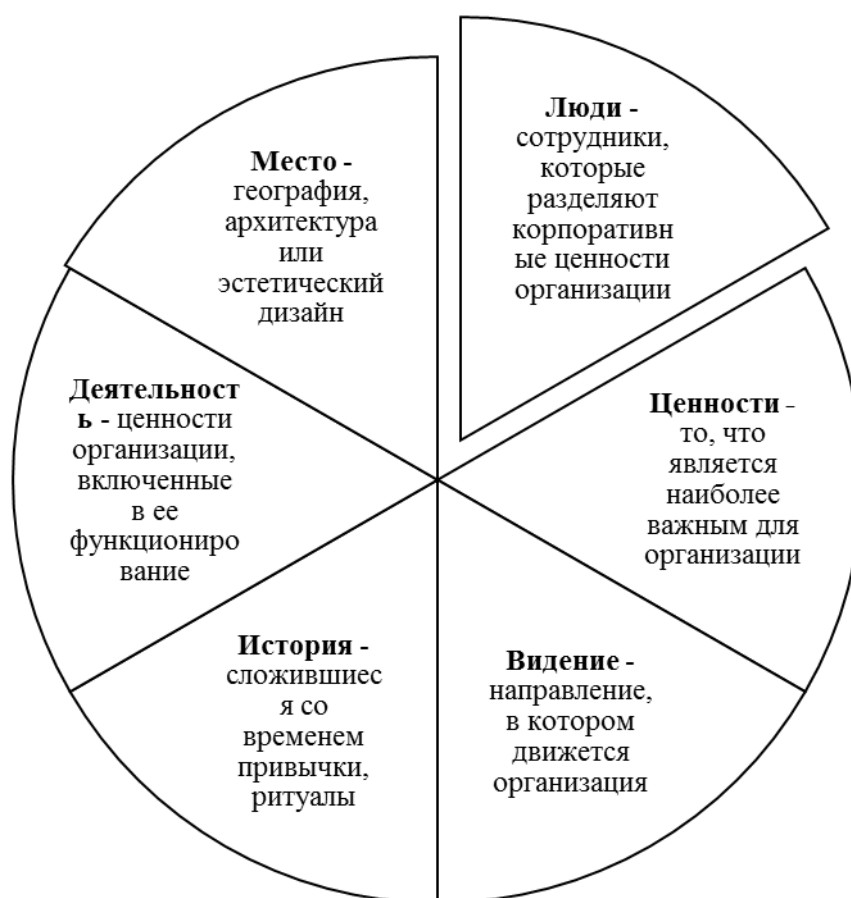 Люди -
сотрудники,
которые
разделяют
корпоративн
ые ценности
организации
Ценности -
то, что
является
наиболее
важным для
организации
Видение -
направление,
в котором
движется
организация
История -
сложившиес
я со
временем
привычки,
ритуалы
Деятельност
ь - ценности
организации,
включенные
в ее
функциониро
вание
Место -
география,
архитектура
или
эстетический
дизайн